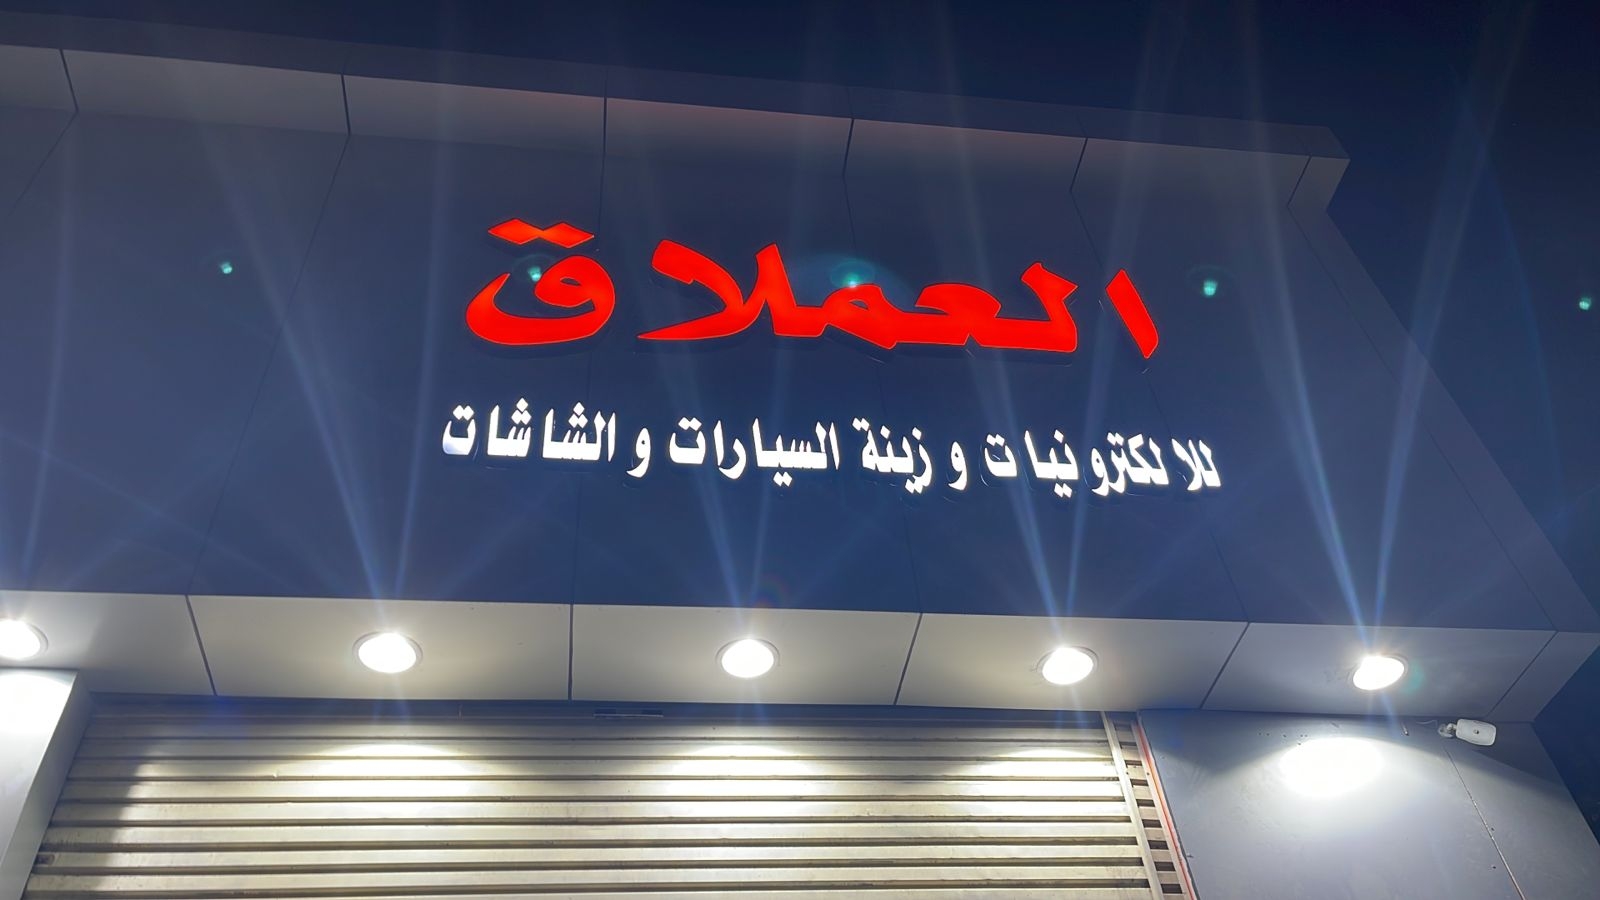 العملاق
للالكترونيات و زينة السيارات و الشاشات